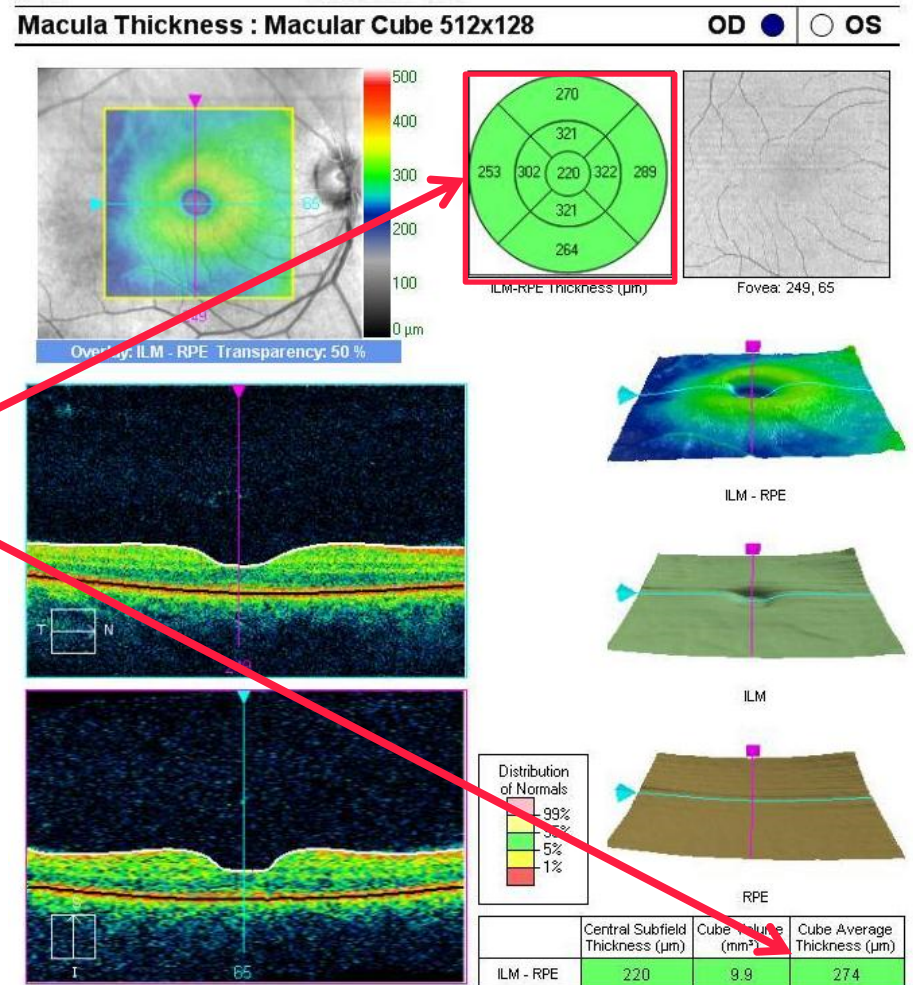 Macula Thickness : Macular Cube 512x128
OD OS
500
400
300
200
100
0 µm
65
249
Overlay: ILM - RPE Transparency: 50 %
270
321
253 302 220 322 289
321
264
ILM-RPE Thickness (µm)
Fovea: 249, 65
ILM - RPE
T N
249
ILM
S
I
65
Distribution
of Normals
99%
95%
5%
1%
RPE
Central Subfield Thickness (µm) Cube Volume (mm³) Cube Average Thickness (µm)
ILM - RPE 220 9.9 274